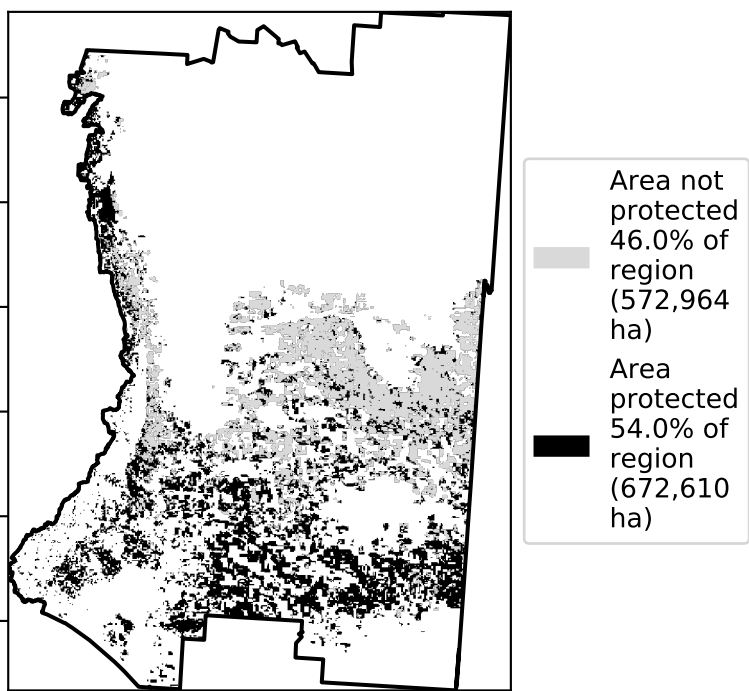 Area not
protected
46.0% of
region
(572,964
ha)
Area
protected
54.0% of
region
(672,610
ha)